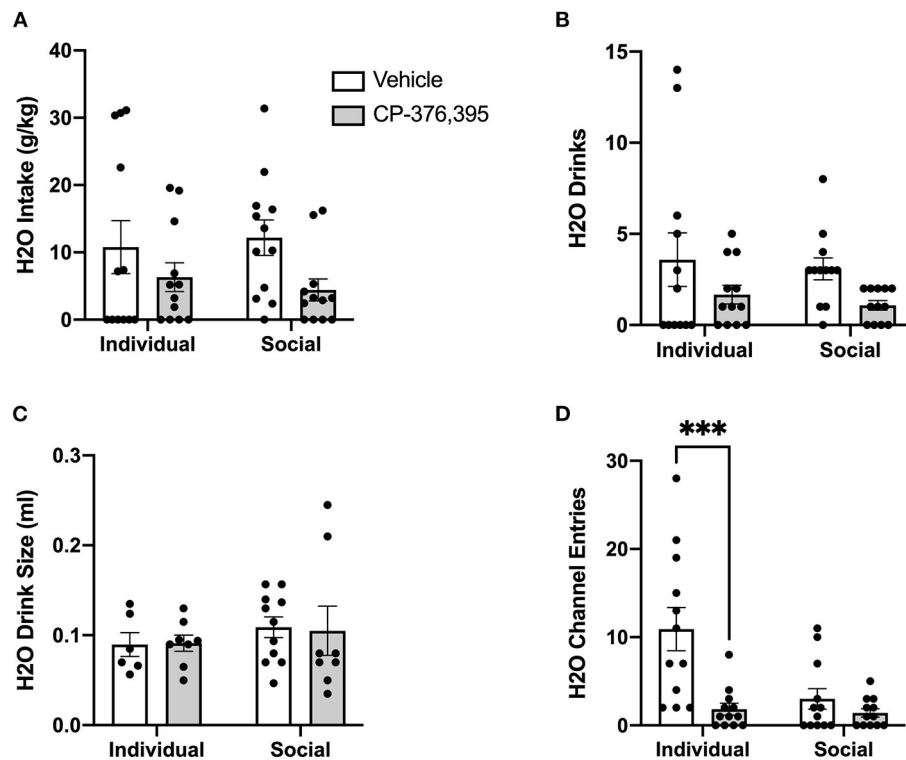 A
H2O Intake (g/kg)
40
30
20
10
0
Individual
Social
Vehicle
CP-376,395
B
H2O Drinks
15
10
5
0
Individual
Social
C
H2O Drink Size (ml)
0.3
0.2
0.1
0.0
Individual
Social
D
H2O Channel Entries
30
20
10
0
***
Individual
Social